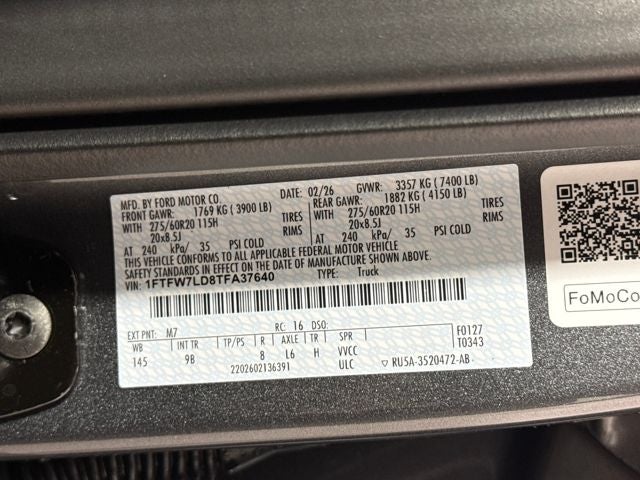 MFD. BY FORD MOTOR CO.
DATE: 02/26 GVWR: 3357 KG ( 7400 LB)
FRONT GAWR: 1769 KG ( 3900 LB) REAR GAWR: 1882 KG ( 4150 LB)
WITH 275/60R20 115H TIRES WITH 275/60R20 115H TIRES
20x8.5J RIMS 20x8.5J RIMS
AT 240 kPa/ 35 PSI COLD AT 240 kPa/ 35 PSI COLD
THIS VEHICLE CONFORMS TO ALL APPLICABLE FEDERAL MOTOR VEHICLE
SAFETY STANDARDS IN EFFECT ON THE DATE OF MANUFACTURE SHOWN ABOVE.
VIN: 1FTFW7LD8TFA37640 TYPE: Truck
EXT PNT: M7 RC: 16 DSO: F0127
WB INT TR TP/PS R AXLE TR SPR T0343
145 9B 8 L6 H VVCC
2202602136391 ULC ▽ RU5A-3520472-AB
FoMoCo